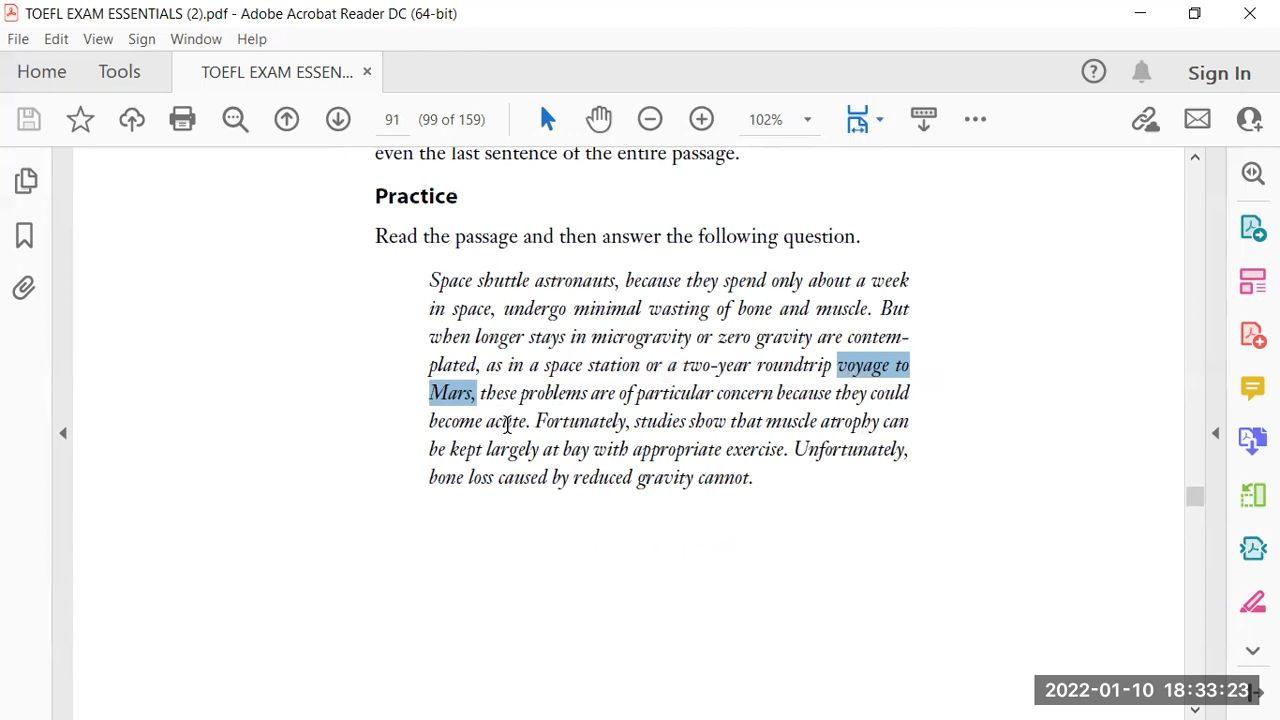 TOEFL EXAM ESSENTIALS (2).pdf - Adobe Acrobat Reader DC (64-bit)
File Edit View Sign Window Help
Home Tools TOEFL EXAM ESSEN... × Sign In
91 (99 of 159) 102%
even the last sentence of the entire passage.
Practice
Read the passage and then answer the following question.
Space shuttle astronauts, because they spend only about a week
in space, undergo minimal wasting of bone and muscle. But
when longer stays in microgravity or zero gravity are contem-
plated, as in a space station or a two-year roundtrip voyage to
Mars, these problems are of particular concern because they could
become acute. Fortunately, studies show that muscle atrophy can
be kept largely at bay with appropriate exercise. Unfortunately,
bone loss caused by reduced gravity cannot.
2022-01-10 18:33:23